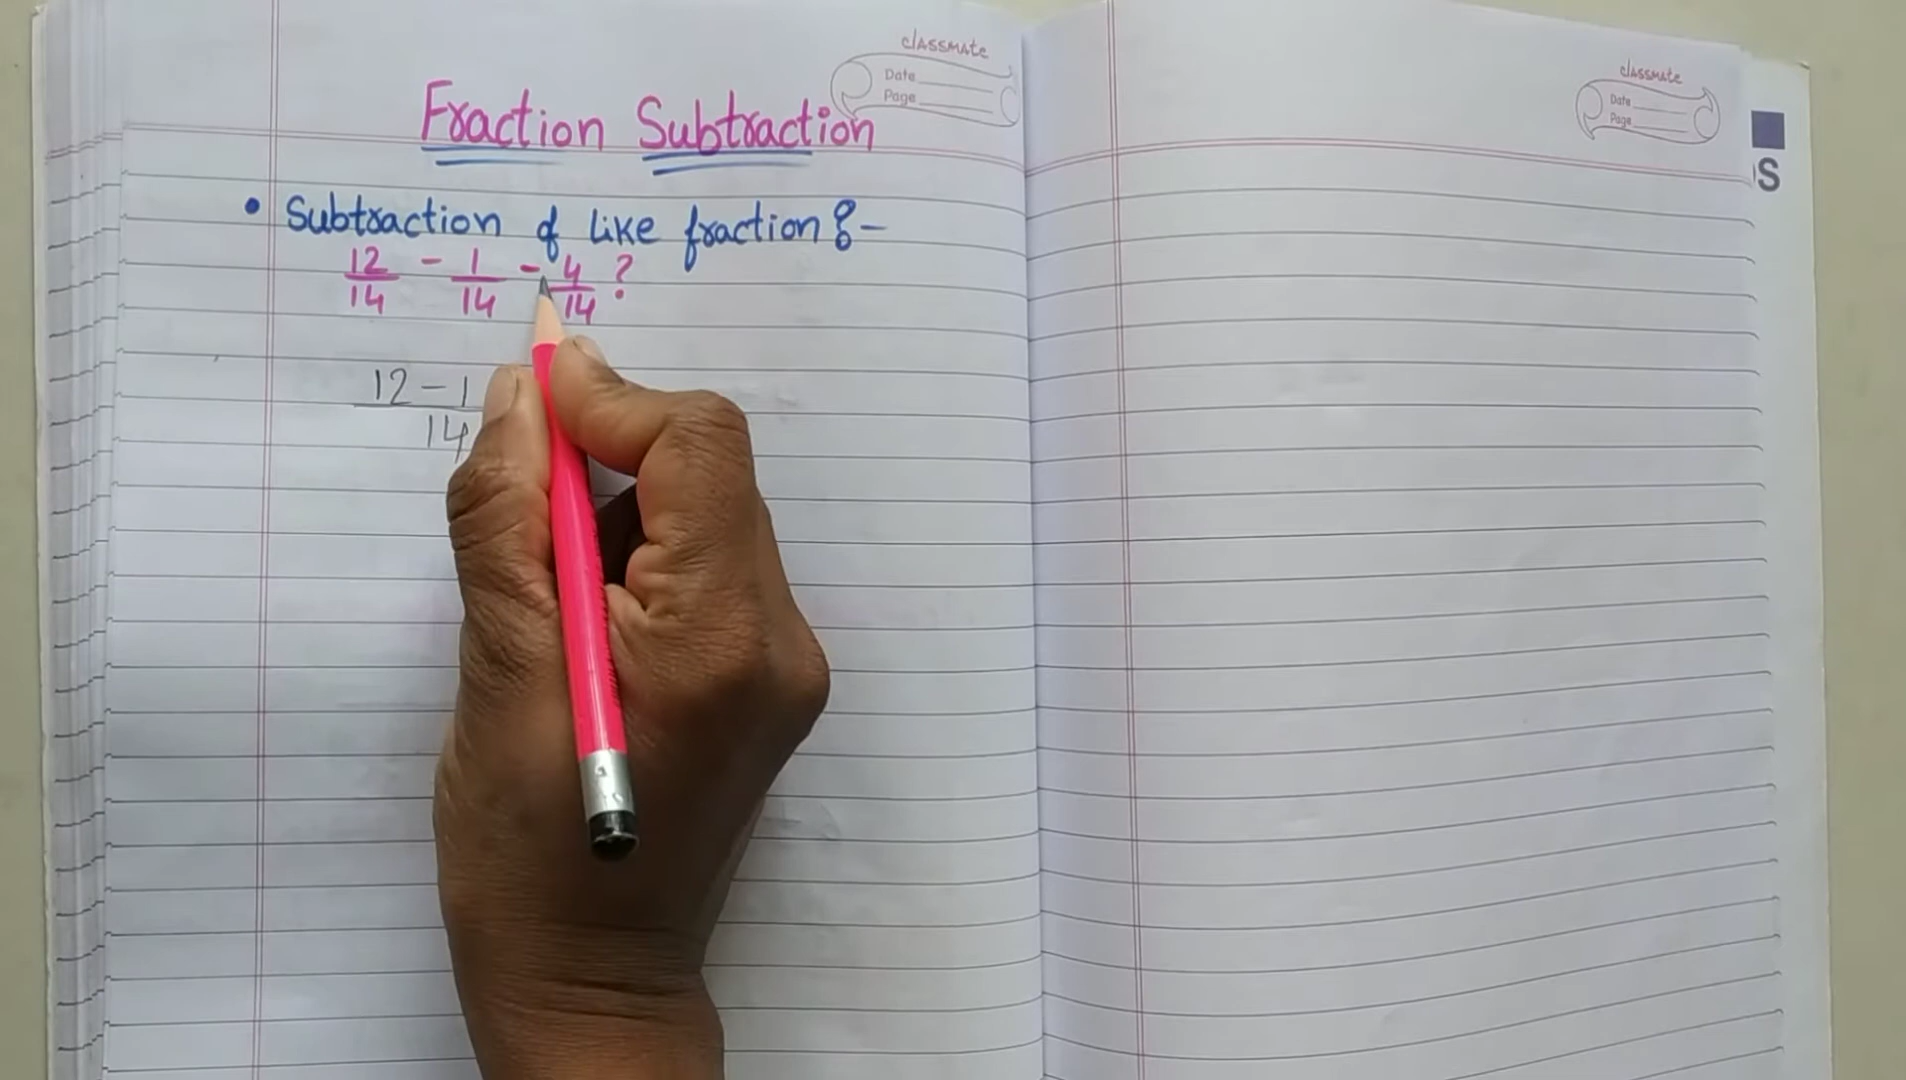 classmate
Date
Page
Fraction Subtraction
• Subtraction of like fraction :-
12/14 - 1/14 - 4/14 ?
12 - 1
14
classmate
Date
Page
S